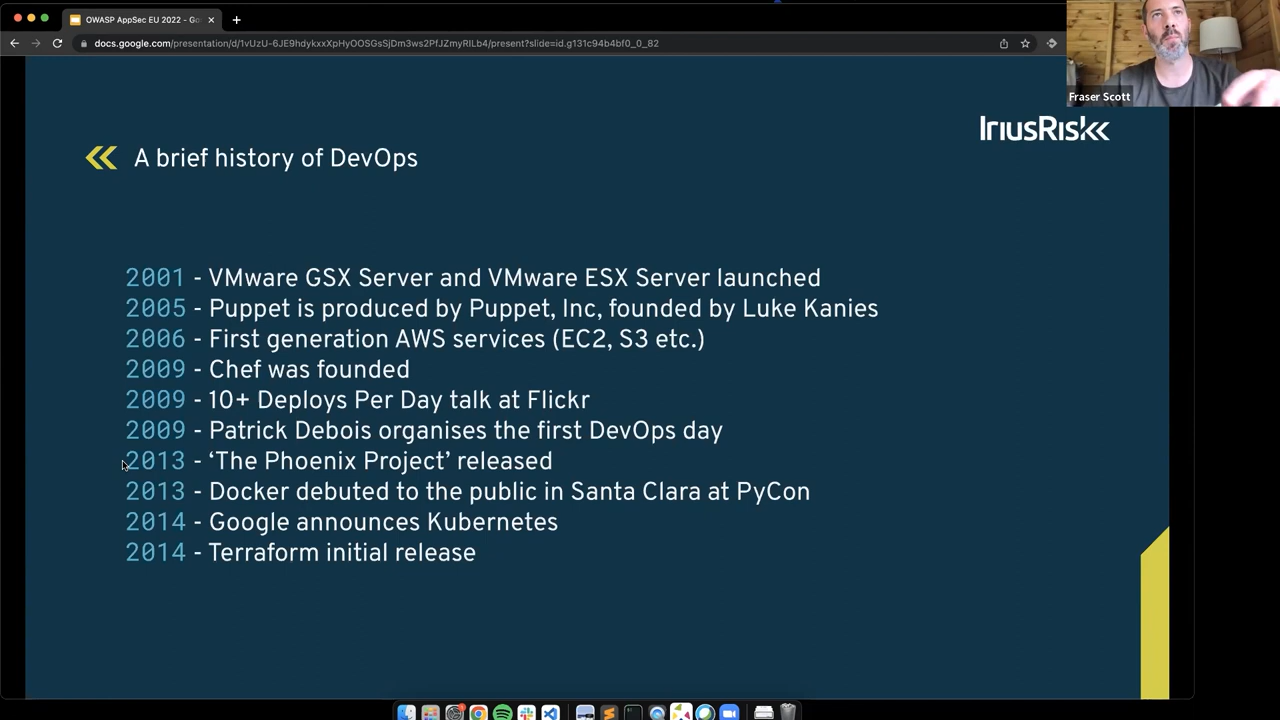 OWASP AppSec EU 2022 - Go
docs.google.com/presentation/d/1vUzU-6JE9hdykxxXpHyOOSGsSjDm3ws2PfJZmyRILb4/present?slide=id.g131c94b4bf0_0_82
Fraser Scott
IriusRisk
A brief history of DevOps
2001 - VMware GSX Server and VMware ESX Server launched
2005 - Puppet is produced by Puppet, Inc, founded by Luke Kanies
2006 - First generation AWS services (EC2, S3 etc.)
2009 - Chef was founded
2009 - 10+ Deploys Per Day talk at Flickr
2009 - Patrick Debois organises the first DevOps day
2013 - ‘The Phoenix Project’ released
2013 - Docker debuted to the public in Santa Clara at PyCon
2014 - Google announces Kubernetes
2014 - Terraform initial release